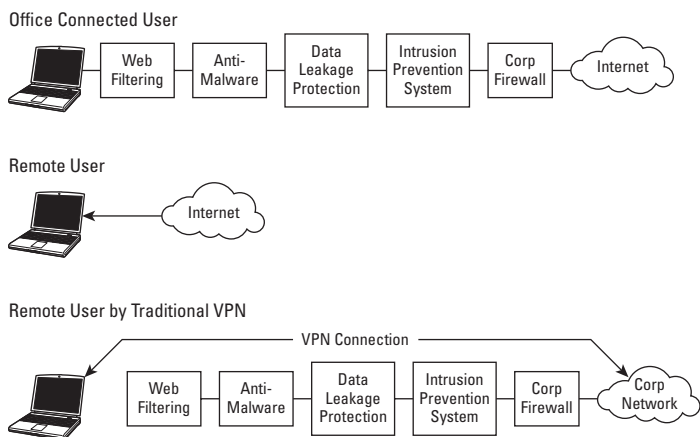 Office Connected User
Web
Filtering
Anti-
Malware
Data
Leakage
Protection
Intrusion
Prevention
System
Corp
Firewall
Internet
Remote User
Internet
Remote User by Traditional VPN
VPN Connection
Web
Filtering
Anti-
Malware
Data
Leakage
Protection
Intrusion
Prevention
System
Corp
Firewall
Corp
Network